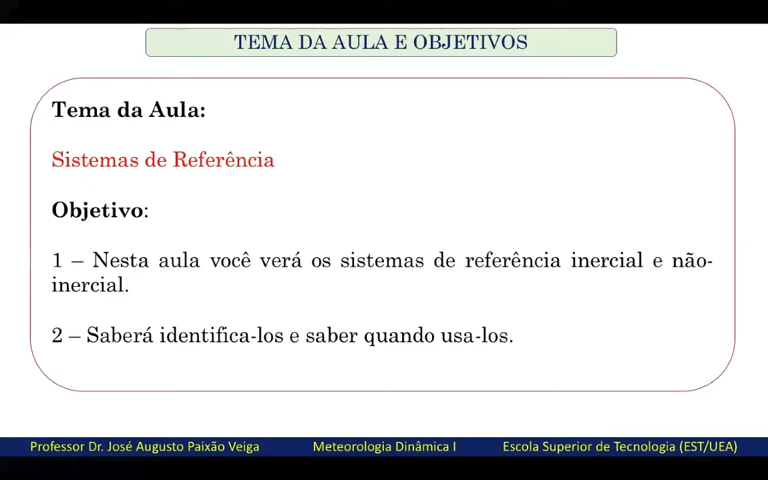 TEMA DA AULA E OBJETIVOS
Tema da Aula:
Sistemas de Referência
Objetivo:
1 – Nesta aula você verá os sistemas de referência inercial e não-
inercial.
2 – Saberá identifica-los e saber quando usa-los.
Professor Dr. José Augusto Paixão Veiga Meteorologia Dinâmica I Escola Superior de Tecnologia (EST/UEA)